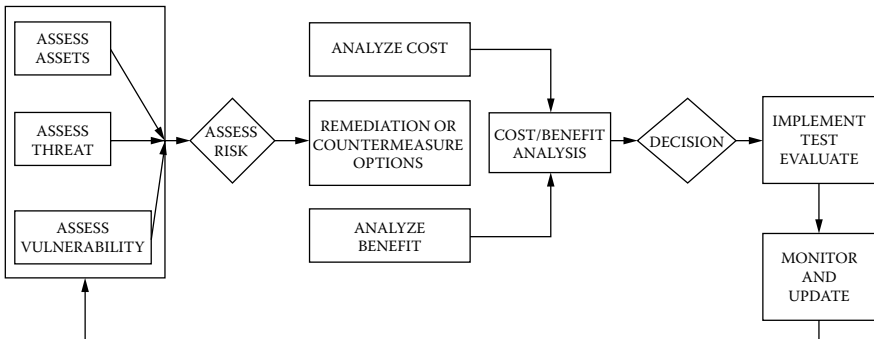 ASSESS
ASSETS
ASSESS
THREAT
ASSESS
VULNERABILITY
ASSESS
RISK
ANALYZE COST
REMEDIATION OR
COUNTERMEASURE
OPTIONS
ANALYZE
BENEFIT
COST/BENEFIT
ANALYSIS
DECISION
IMPLEMENT
TEST
EVALUATE
MONITOR
AND
UPDATE